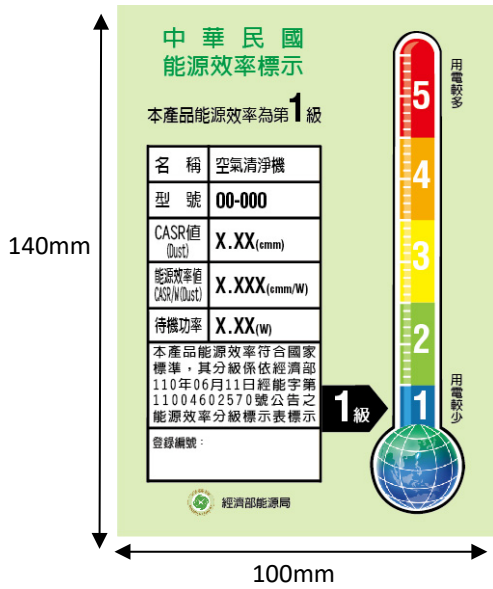 中華民國
能源效率標示
本產品能源效率為第1級
名稱 空氣清淨機
型號 00-000
CASR值(Dust) X.XX(cmm)
能源效率值CASR/W(Dust) X.XXX(cmm/W)
待機功率 X.XX(W)
本產品能源效率符合國家
標準，其分級係依經濟部
110年06月11日經能字第
11004602570號公告之
能源效率分級標示表標示
登錄編號：
經濟部能源局
用電較多
5
4
3
2
1
用電較少
1級
140mm
100mm